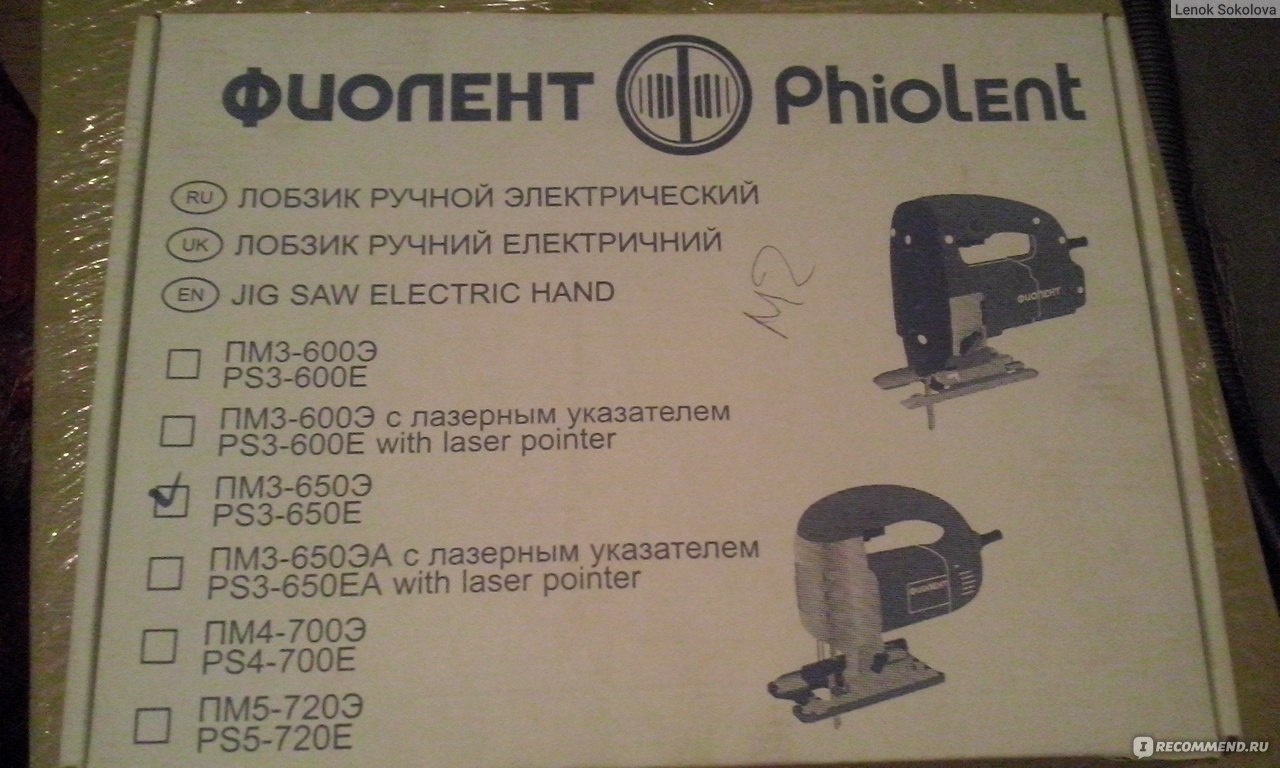 Lenok Sokolova
ФИОЛЕНТ Phiolent
RU ЛОБЗИК РУЧНОЙ ЭЛЕКТРИЧЕСКИЙ
UK ЛОБЗИК РУЧНИЙ ЕЛЕКТРИЧНИЙ
EN JIG SAW ELECTRIC HAND
ПМ3-600Э
PS3-600E
ПМ3-600Э с лазерным указателем
PS3-600E with laser pointer
ПМ3-650Э
PS3-650E
ПМ3-650ЭА с лазерным указателем
PS3-650EA with laser pointer
ПМ4-700Э
PS4-700E
ПМ5-720Э
PS5-720E
ФИОЛЕНТ
ФИОЛЕНТ
IRECOMMEND.RU